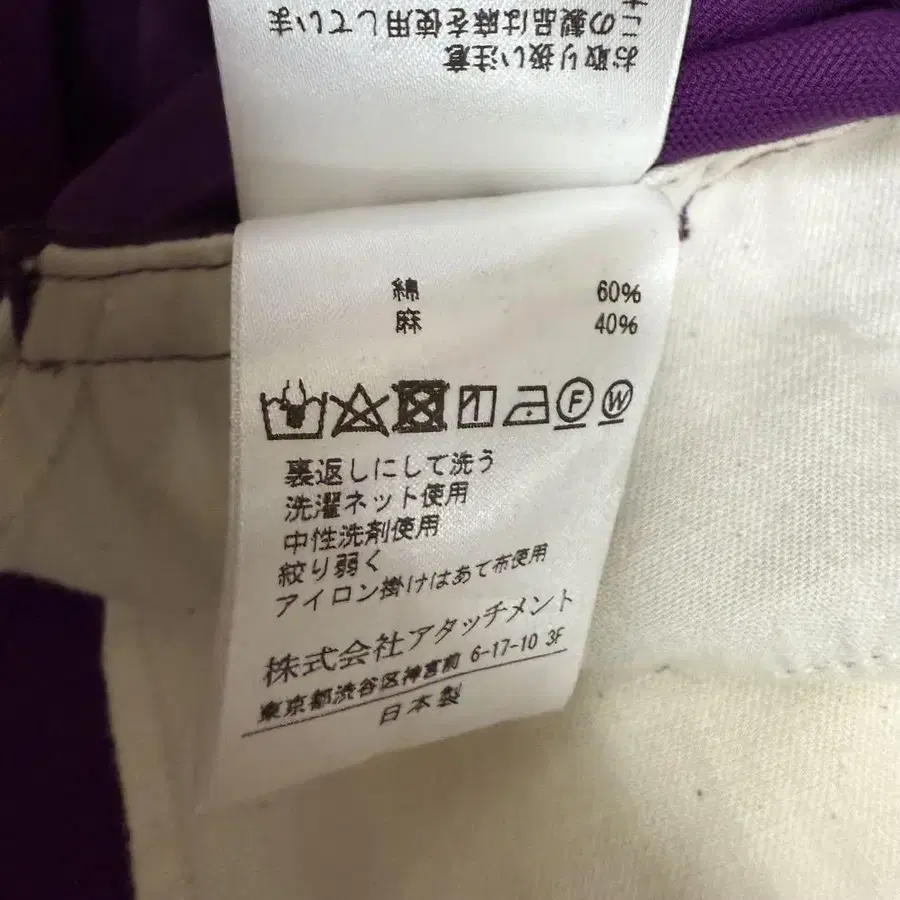 お取り扱い注意
この製品は麻を使用していま
綿 60%
麻 40%
F W
裏返しにして洗う
洗濯ネット使用
中性洗剤使用
絞り弱く
アイロン掛けはあて布使用
株式会社アタッチメント
東京都渋谷区神宮前 6-17-10 3F
日本製